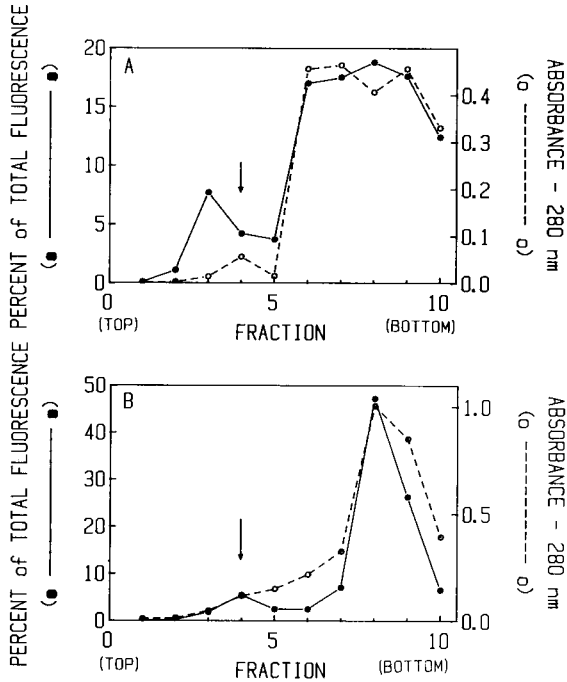 PERCENT of TOTAL FLUORESCENCE
A
20
15
10
5
0
0.4
0.3
0.2
0.1
0.0
ABSORBANCE - 280 nm
0
5
10
(TOP)
FRACTION
(BOTTOM)
PERCENT of TOTAL FLUORESCENCE
B
50
40
30
20
10
0
1.0
0.5
0.0
ABSORBANCE - 280 nm
0
5
10
(TOP)
FRACTION
(BOTTOM)